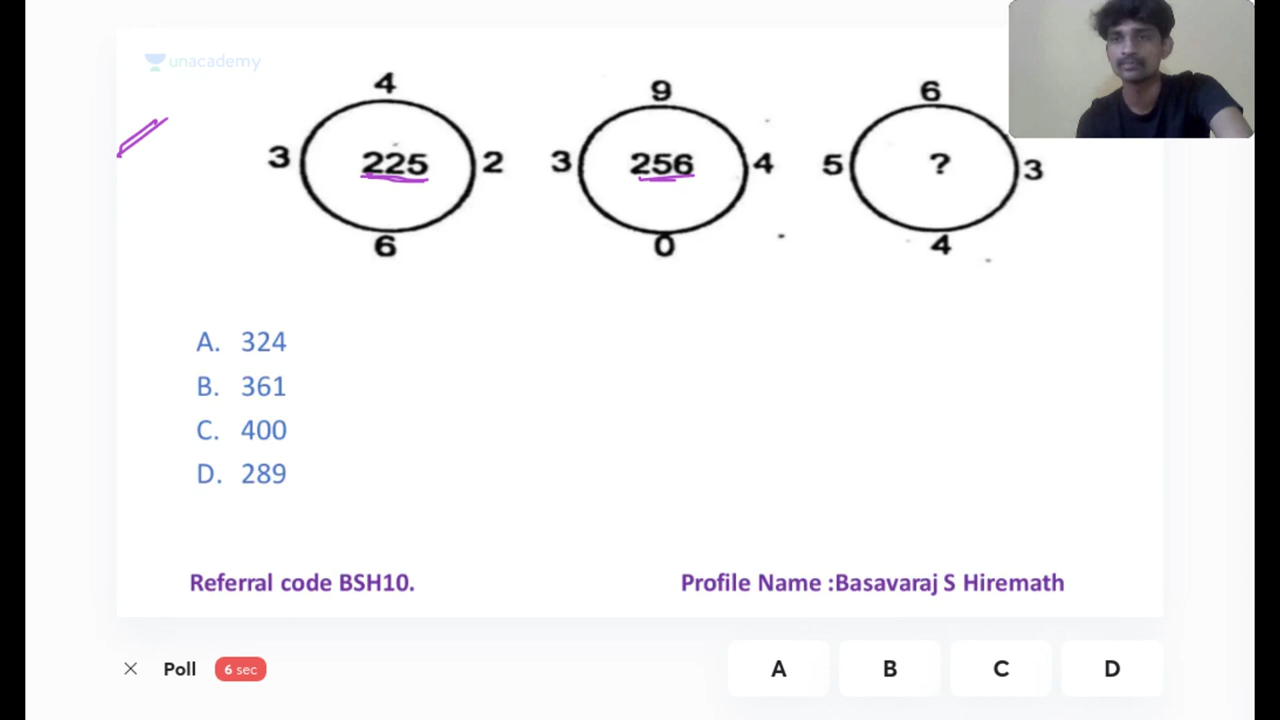 unacademy
4 9 6
3 225 2 3 256 4 5 ? 3
6 0 4
A. 324
B. 361
C. 400
D. 289
Referral code BSH10. Profile Name :Basavaraj S Hiremath
Poll 6 sec A B C D